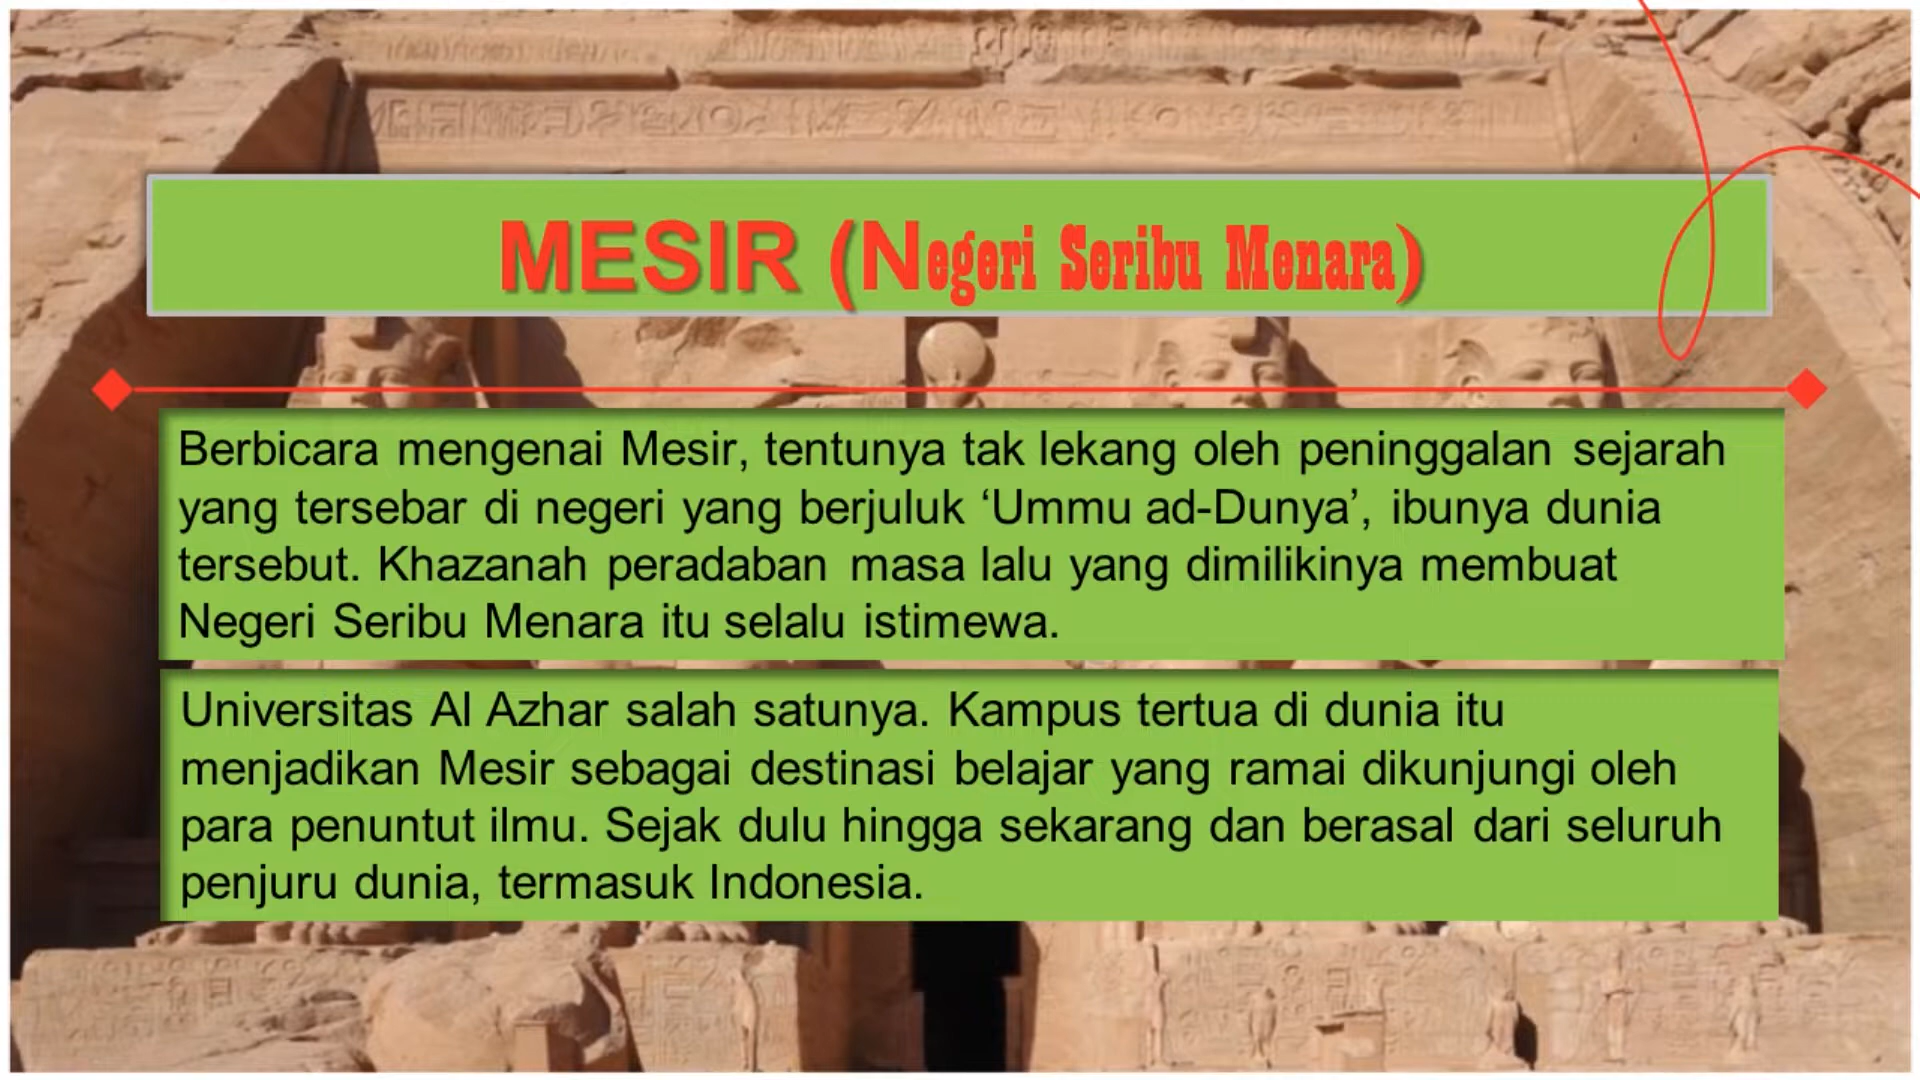 MESIR (Negeri Seribu Menara)
Berbicara mengenai Mesir, tentunya tak lekang oleh peninggalan sejarah
yang tersebar di negeri yang berjuluk ‘Ummu ad-Dunya’, ibunya dunia
tersebut. Khazanah peradaban masa lalu yang dimilikinya membuat
Negeri Seribu Menara itu selalu istimewa.
Universitas Al Azhar salah satunya. Kampus tertua di dunia itu
menjadikan Mesir sebagai destinasi belajar yang ramai dikunjungi oleh
para penuntut ilmu. Sejak dulu hingga sekarang dan berasal dari seluruh
penjuru dunia, termasuk Indonesia.